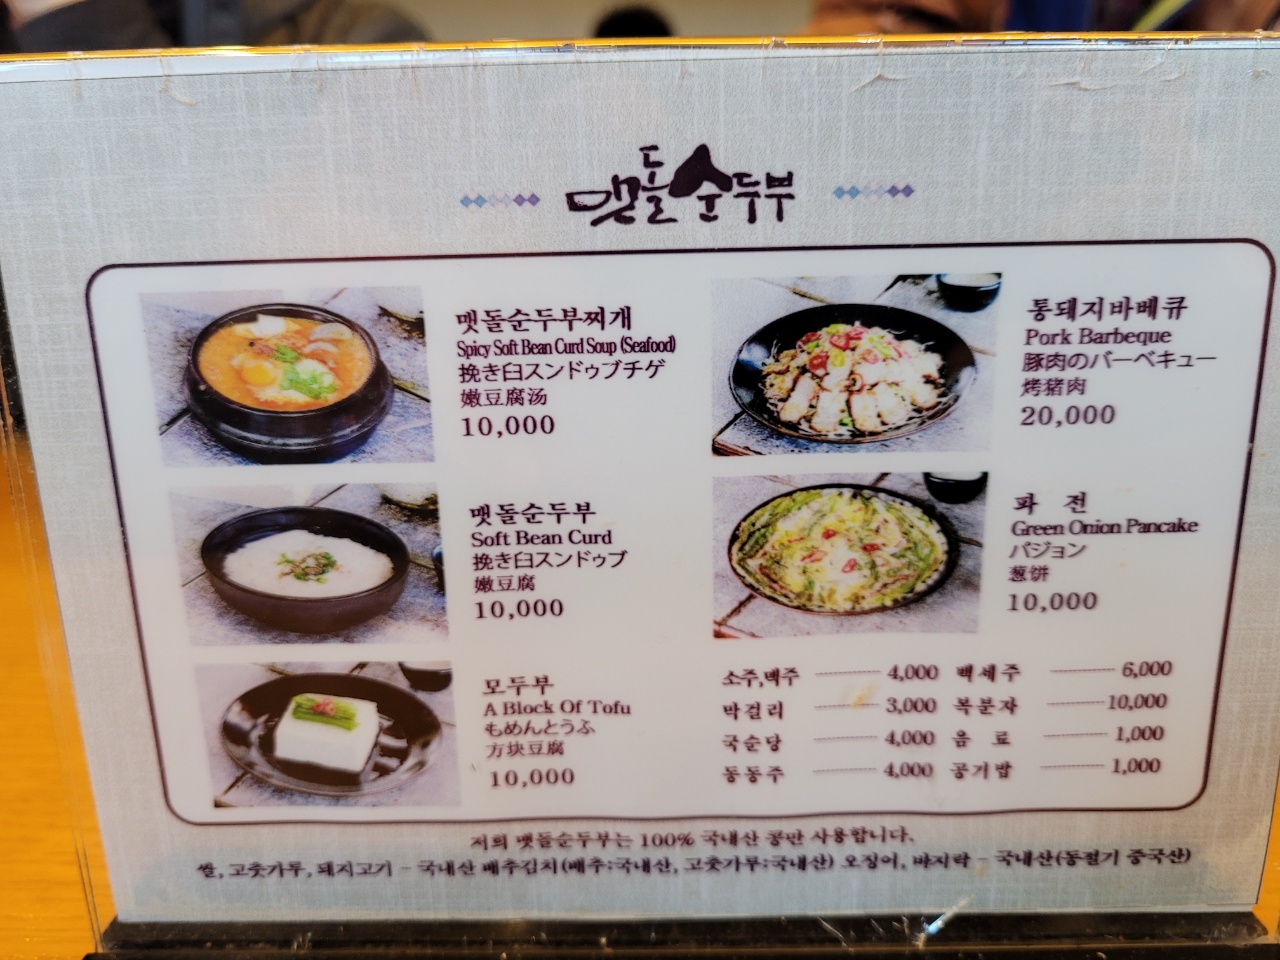 맷돌순두부
맷돌순두부찌개
Spicy Soft Bean Curd Soup (Seafood)
挽き臼スンドゥブチゲ
嫩豆腐汤
10,000
맷돌순두부
Soft Bean Curd
挽き臼スンドゥブ
嫩豆腐
10,000
모두부
A Block Of Tofu
もめんとうふ
方块豆腐
10,000
통돼지바베큐
Pork Barbeque
豚肉のバーベキュー
烤猪肉
20,000
파 전
Green Onion Pancake
パジョン
葱饼
10,000
소주,맥주 4,000 백세주 6,000
막걸리 3,000 복분자 10,000
국순당 4,000 음 료 1,000
동동주 4,000 공기밥 1,000
저희 맷돌순두부는 100% 국내산 콩만 사용합니다.
쌀, 고춧가루, 돼지고기 - 국내산 배추김치(배추:국내산, 고춧가루:국내산) 오징어, 바지락 - 국내산(동절기 중국산)